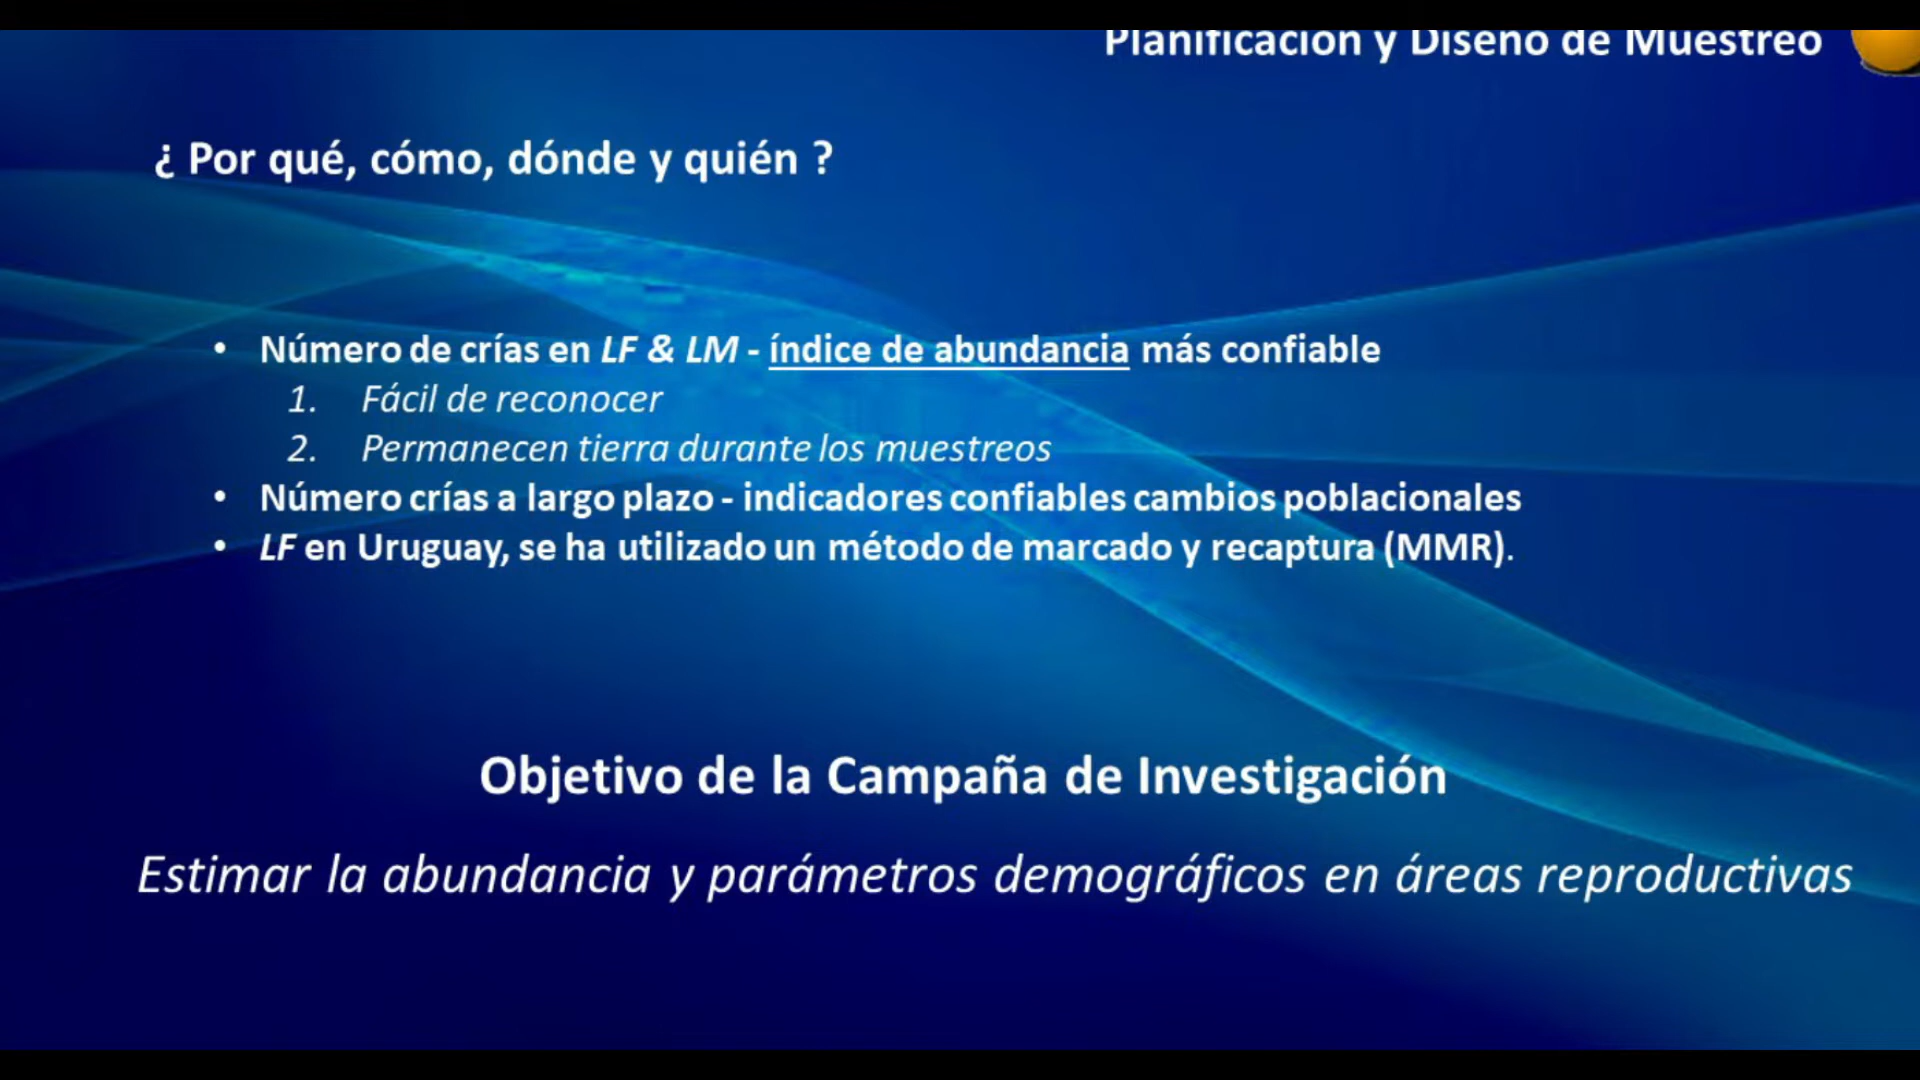 Planificación y Diseño de Muestreo
¿ Por qué, cómo, dónde y quién ?
• Número de crías en LF & LM - índice de abundancia más confiable
1. Fácil de reconocer
2. Permanecen tierra durante los muestreos
• Número crías a largo plazo - indicadores confiables cambios poblacionales
• LF en Uruguay, se ha utilizado un método de marcado y recaptura (MMR).
Objetivo de la Campaña de Investigación
Estimar la abundancia y parámetros demográficos en áreas reproductivas